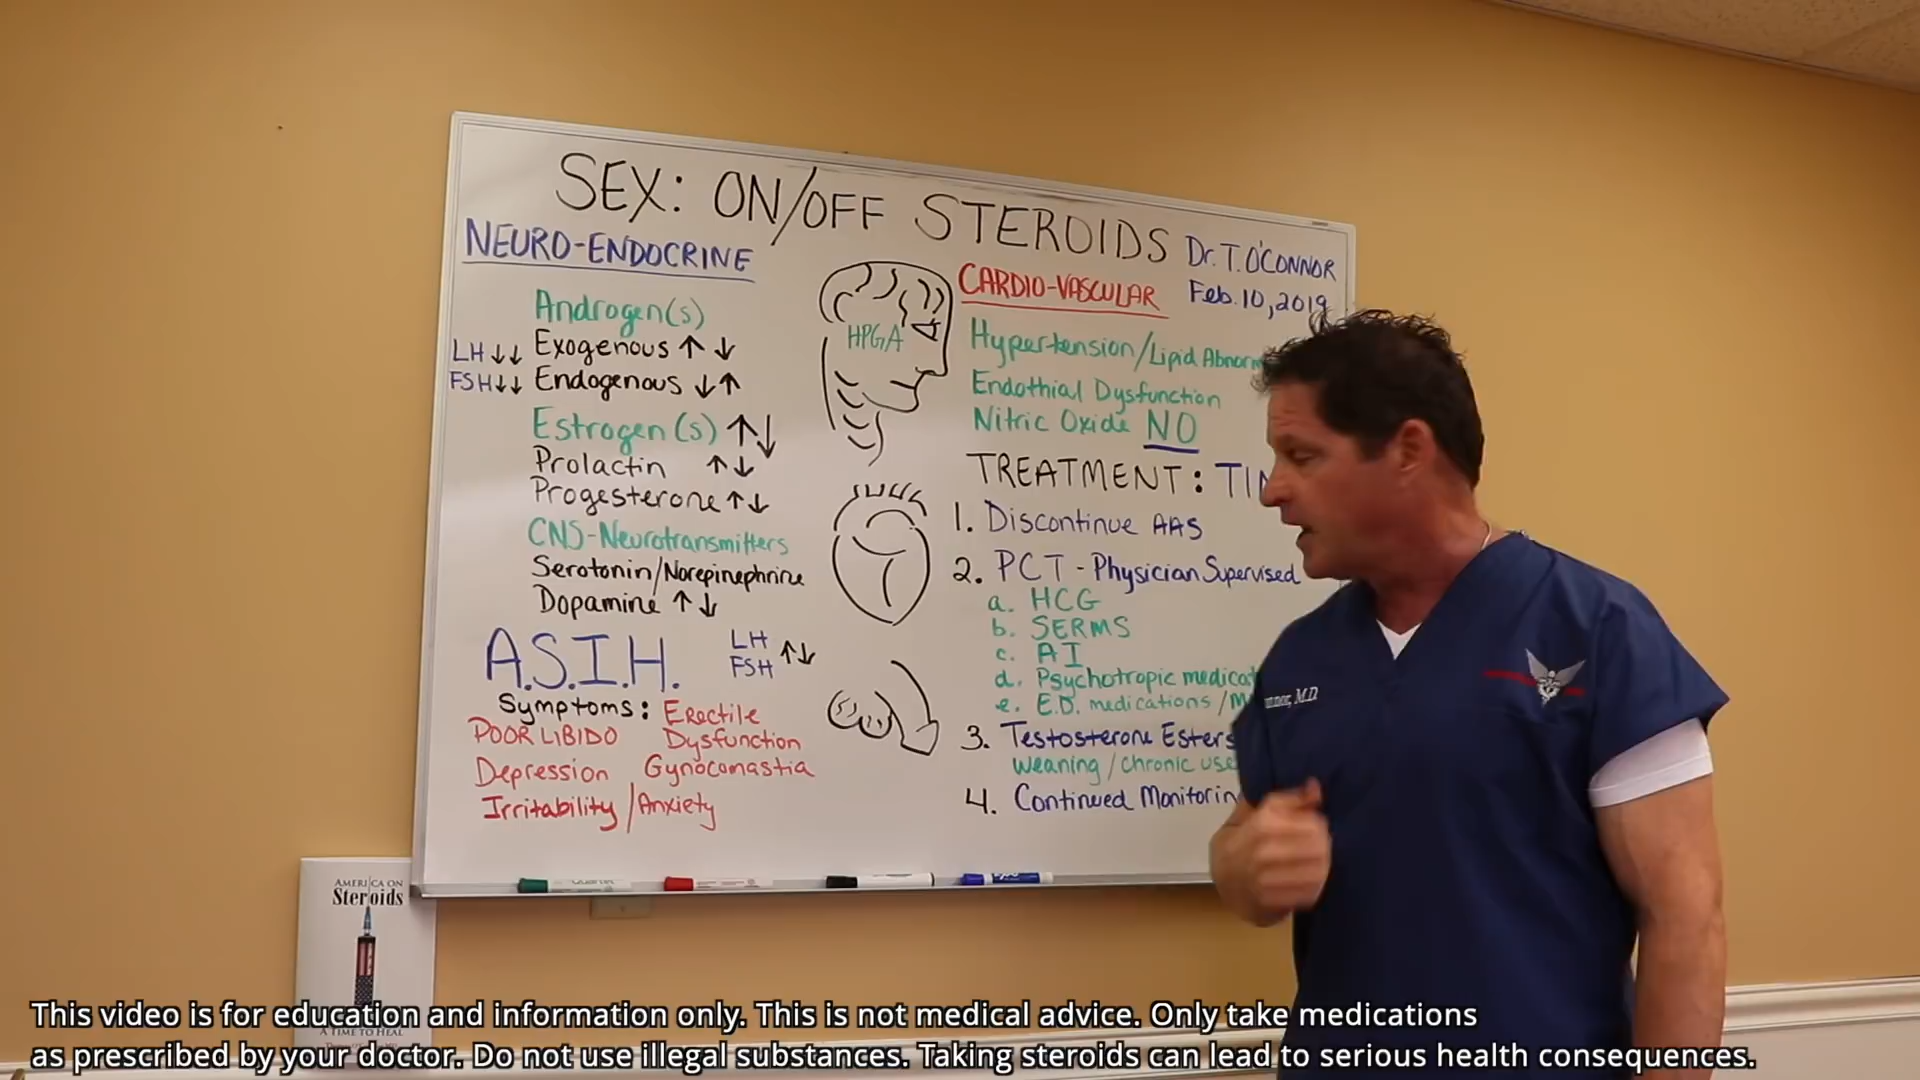 SEX: ON/OFF STEROIDS
Dr. T. O'CONNOR
Feb. 10, 2019
NEURO-ENDOCRINE
Androgen(s)
LH ↓↓ Exogenous ↑ ↓
FSH ↓↓ Endogenous ↓ ↑
Estrogen(s) ↑↓
Prolactin ↑↓
Progesterone ↑↓
CNS-Neurotransmitters
Serotonin/Norepinephrine
Dopamine ↑↓
A.S.I.H.
LH
FSH ↑↓
Symptoms: Erectile
POOR LIBIDO Dysfunction
Depression Gynocomastia
Irritability / Anxiety
HPGA
CARDIO-VASCULAR
Hypertension/Lipid
Endothial Dysfunction
Nitric Oxide NO
TREATMENT:
1. Discontinue AAS
2. PCT - Physician Supervised
a. HCG
b. SERMS
c. AI
d. Psychotropic
e. E.D. medications /
3. Testosterone Esters
Weaning / chronic use
4. Continued
AMERICA ON
Steroids
A TIME TO HEAL
M.D.
This video is for education and information only. This is not medical advice. Only take medications
as prescribed by your doctor. Do not use illegal substances. Taking steroids can lead to serious health consequences.